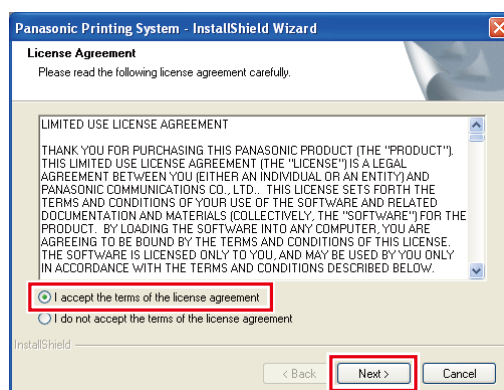 Panasonic Printing System - InstallShield Wizard
License Agreement
Please read the following license agreement carefully.
LIMITED USE LICENSE AGREEMENT
THANK YOU FOR PURCHASING THIS PANASONIC PRODUCT (THE "PRODUCT").
THIS LIMITED USE LICENSE AGREEMENT (THE "LICENSE") IS A LEGAL
AGREEMENT BETWEEN YOU (EITHER AN INDIVIDUAL OR AN ENTITY) AND
PANASONIC COMMUNICATIONS CO., LTD.. THIS LICENSE SETS FORTH THE
TERMS AND CONDITIONS OF YOUR USE OF THE SOFTWARE AND RELATED
DOCUMENTATION AND MATERIALS (COLLECTIVELY, THE "SOFTWARE") FOR THE
PRODUCT. BY LOADING THE SOFTWARE INTO ANY COMPUTER, YOU ARE
AGREEING TO BE BOUND BY THE TERMS AND CONDITIONS OF THIS LICENSE.
THE SOFTWARE IS LICENSED ONLY TO YOU, AND MAY BE USED BY YOU ONLY
IN ACCORDANCE WITH THE TERMS AND CONDITIONS DESCRIBED BELOW.
I accept the terms of the license agreement
I do not accept the terms of the license agreement
InstallShield
< Back Next > Cancel